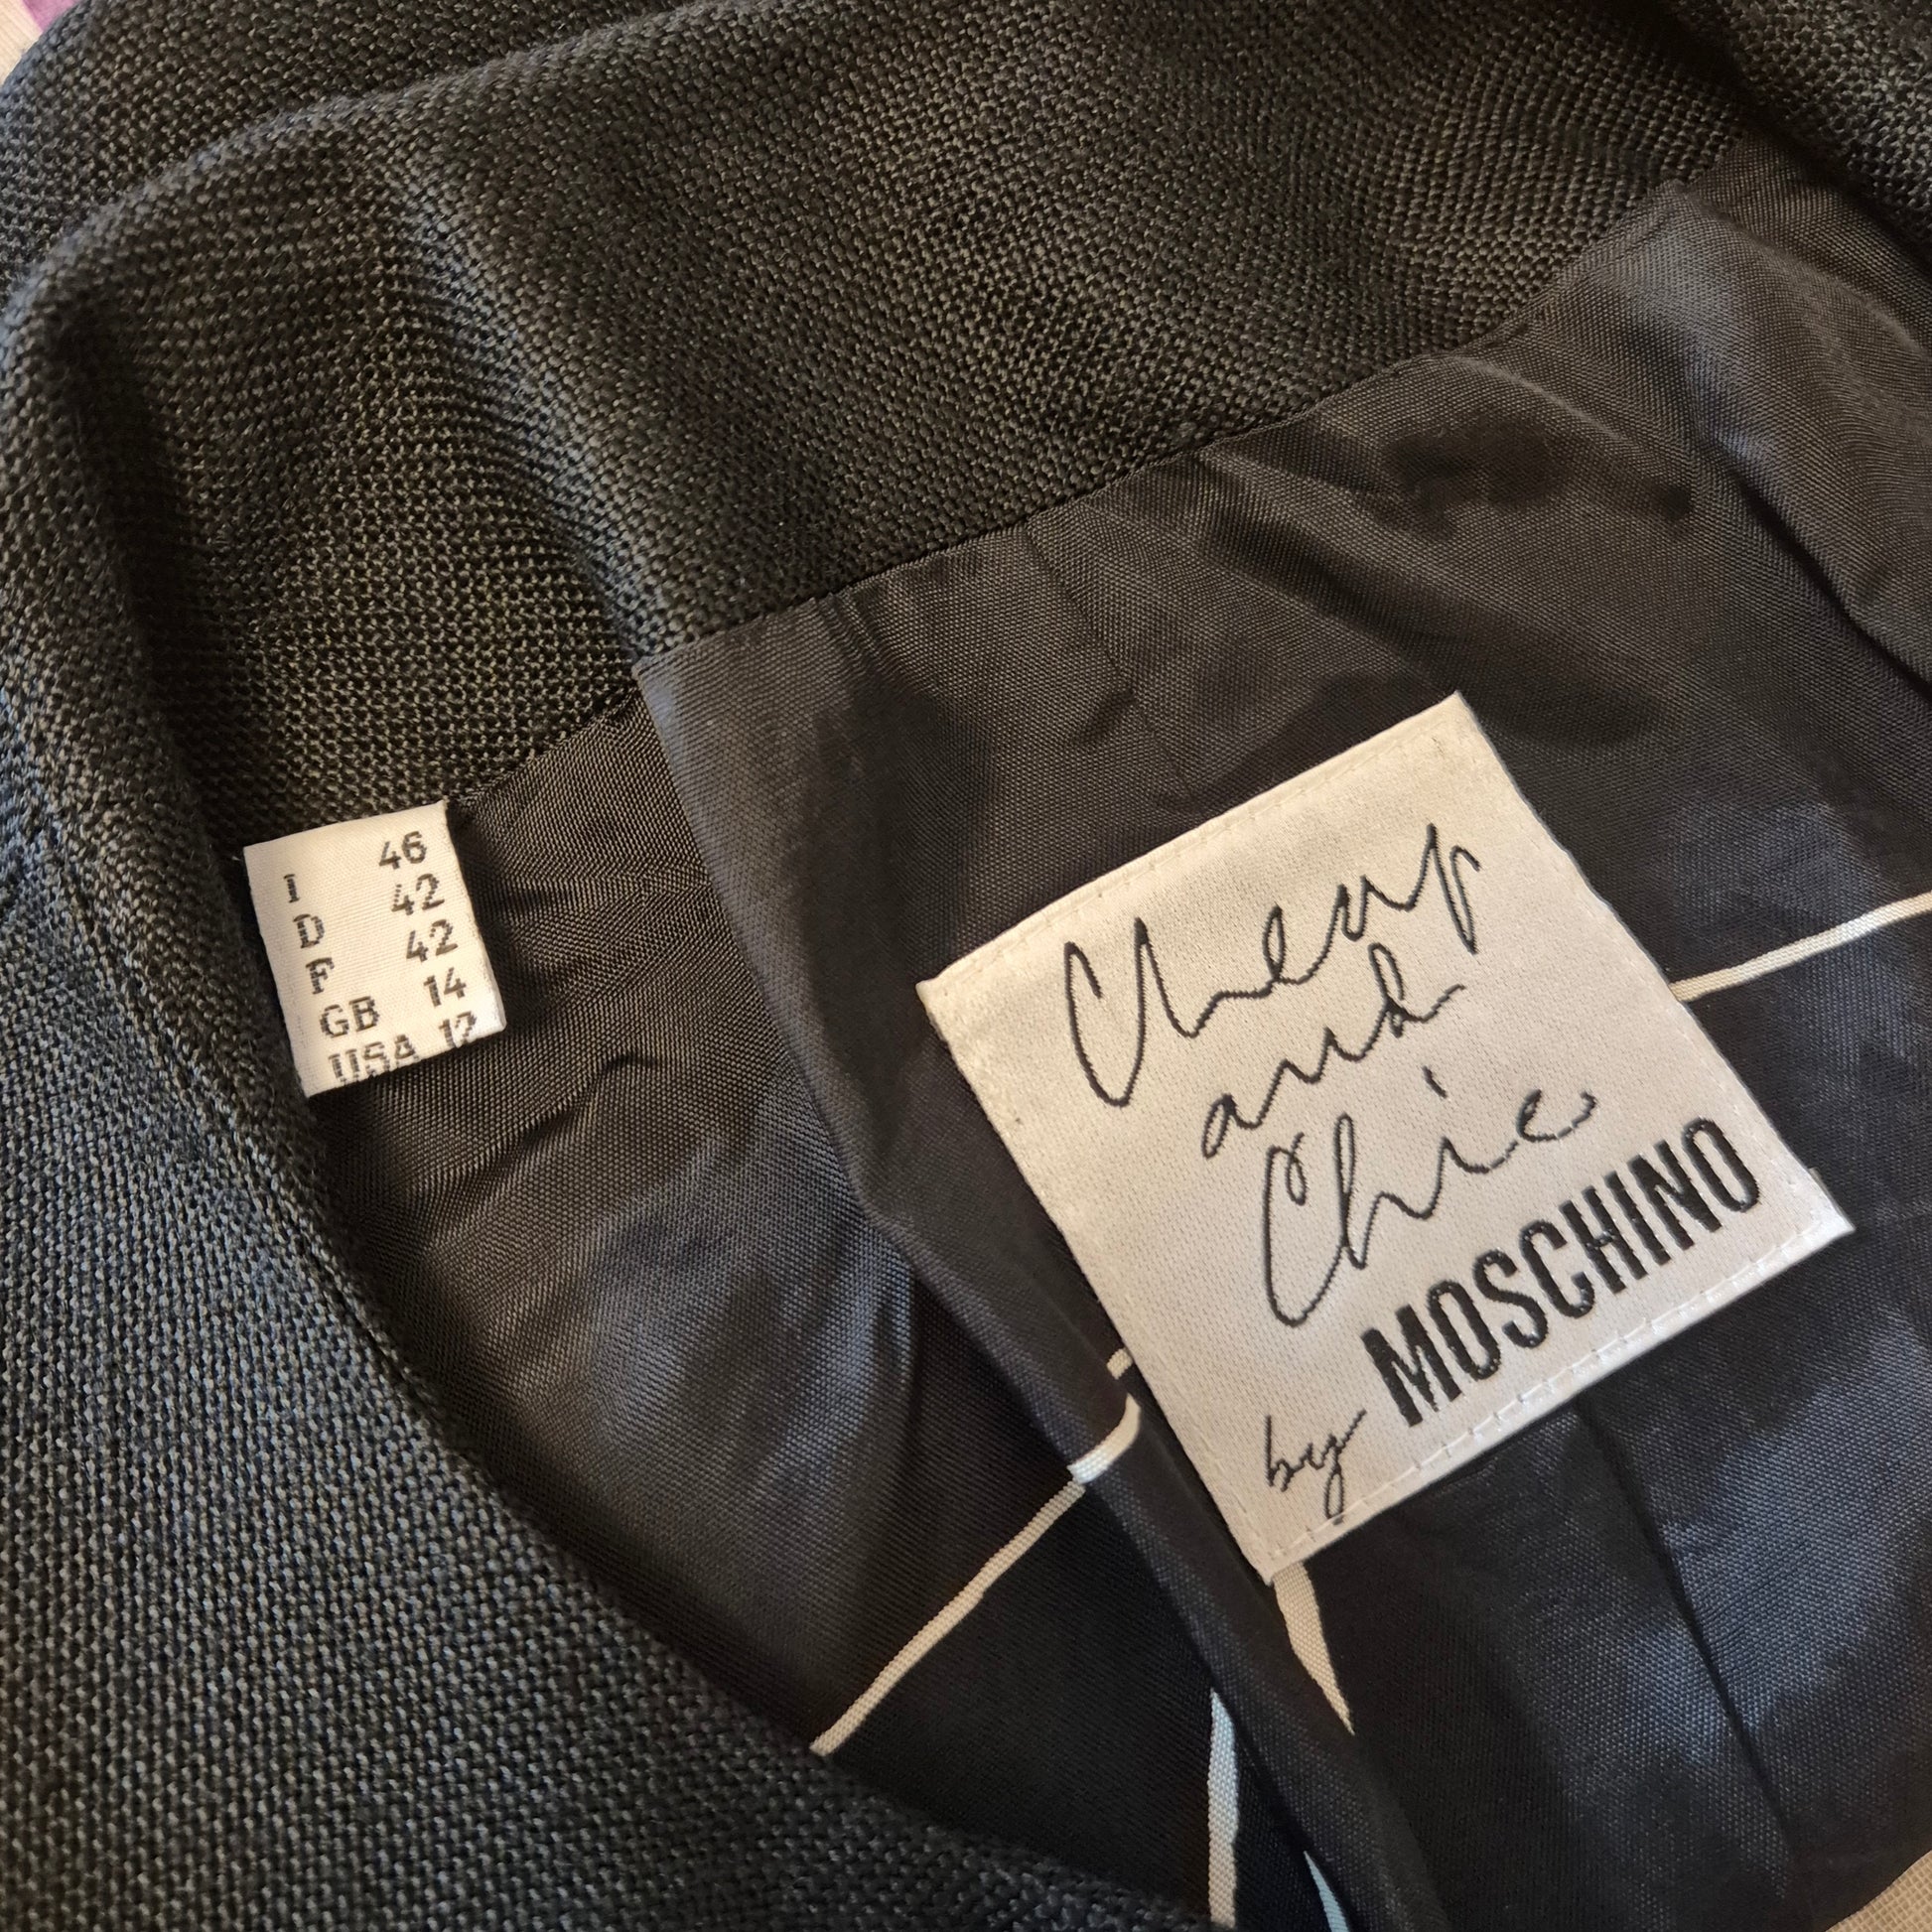 I 46
D 42
F 42
GB 14
USA 12
Cheap
and
Chic
by MOSCHINO